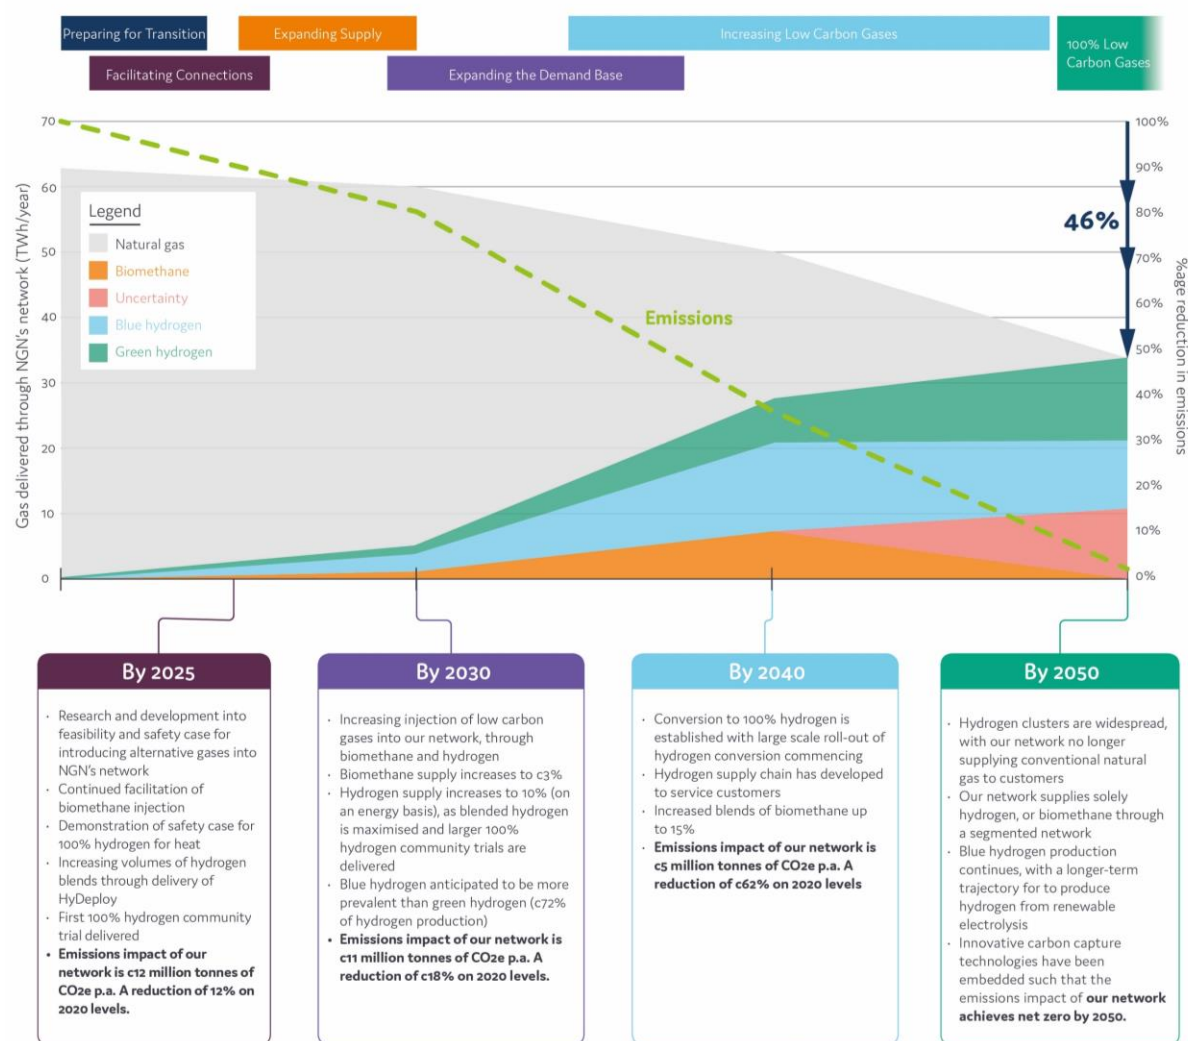 Preparing for Transition
Expanding Supply
Increasing Low Carbon Gases
100% Low
Carbon Gases
Facilitating Connections
Expanding the Demand Base
70
60
50
40
30
20
10
0
Gas delivered through NGN's network (TWh/year)
Legend
Natural gas
Biomethane
Uncertainty
Blue hydrogen
Green hydrogen
Emissions
46%
100%
90%
80%
70%
60%
50%
40%
30%
20%
10%
0%
%age reduction in emissions
By 2025
· Research and development into
feasibility and safety case for
introducing alternative gases into
NGN's network
· Continued facilitation of
biomethane injection
· Demonstration of safety case for
100% hydrogen for heat
· Increasing volumes of hydrogen
blends through delivery of
HyDeploy
· First 100% hydrogen community
trial delivered
• Emissions impact of our
network is c12 million tonnes of
CO2e p.a. A reduction of 12% on
2020 levels.
By 2030
· Increasing injection of low carbon
gases into our network, through
biomethane and hydrogen
· Biomethane supply increases to c3%
· Hydrogen supply increases to 10% (on
an energy basis), as blended hydrogen
is maximised and larger 100%
hydrogen community trials are
delivered
· Blue hydrogen anticipated to be more
prevalent than green hydrogen (c72%
of hydrogen production)
• Emissions impact of our network is
c11 million tonnes of CO2e p.a. A
reduction of c18% on 2020 levels.
By 2040
· Conversion to 100% hydrogen is
established with large scale roll-out of
hydrogen conversion commencing
· Hydrogen supply chain has developed
to service customers
· Increased blends of biomethane up
to 15%
· Emissions impact of our network is
c5 million tonnes of CO2e p.a. A
reduction of c62% on 2020 levels
By 2050
· Hydrogen clusters are widespread,
with our network no longer
supplying conventional natural
gas to customers
· Our network supplies solely
hydrogen, or biomethane through
a segmented network
· Blue hydrogen production
continues, with a longer-term
trajectory for to produce
hydrogen from renewable
electrolysis
· Innovative carbon capture
technologies have been
embedded such that the
emissions impact of our network
achieves net zero by 2050.